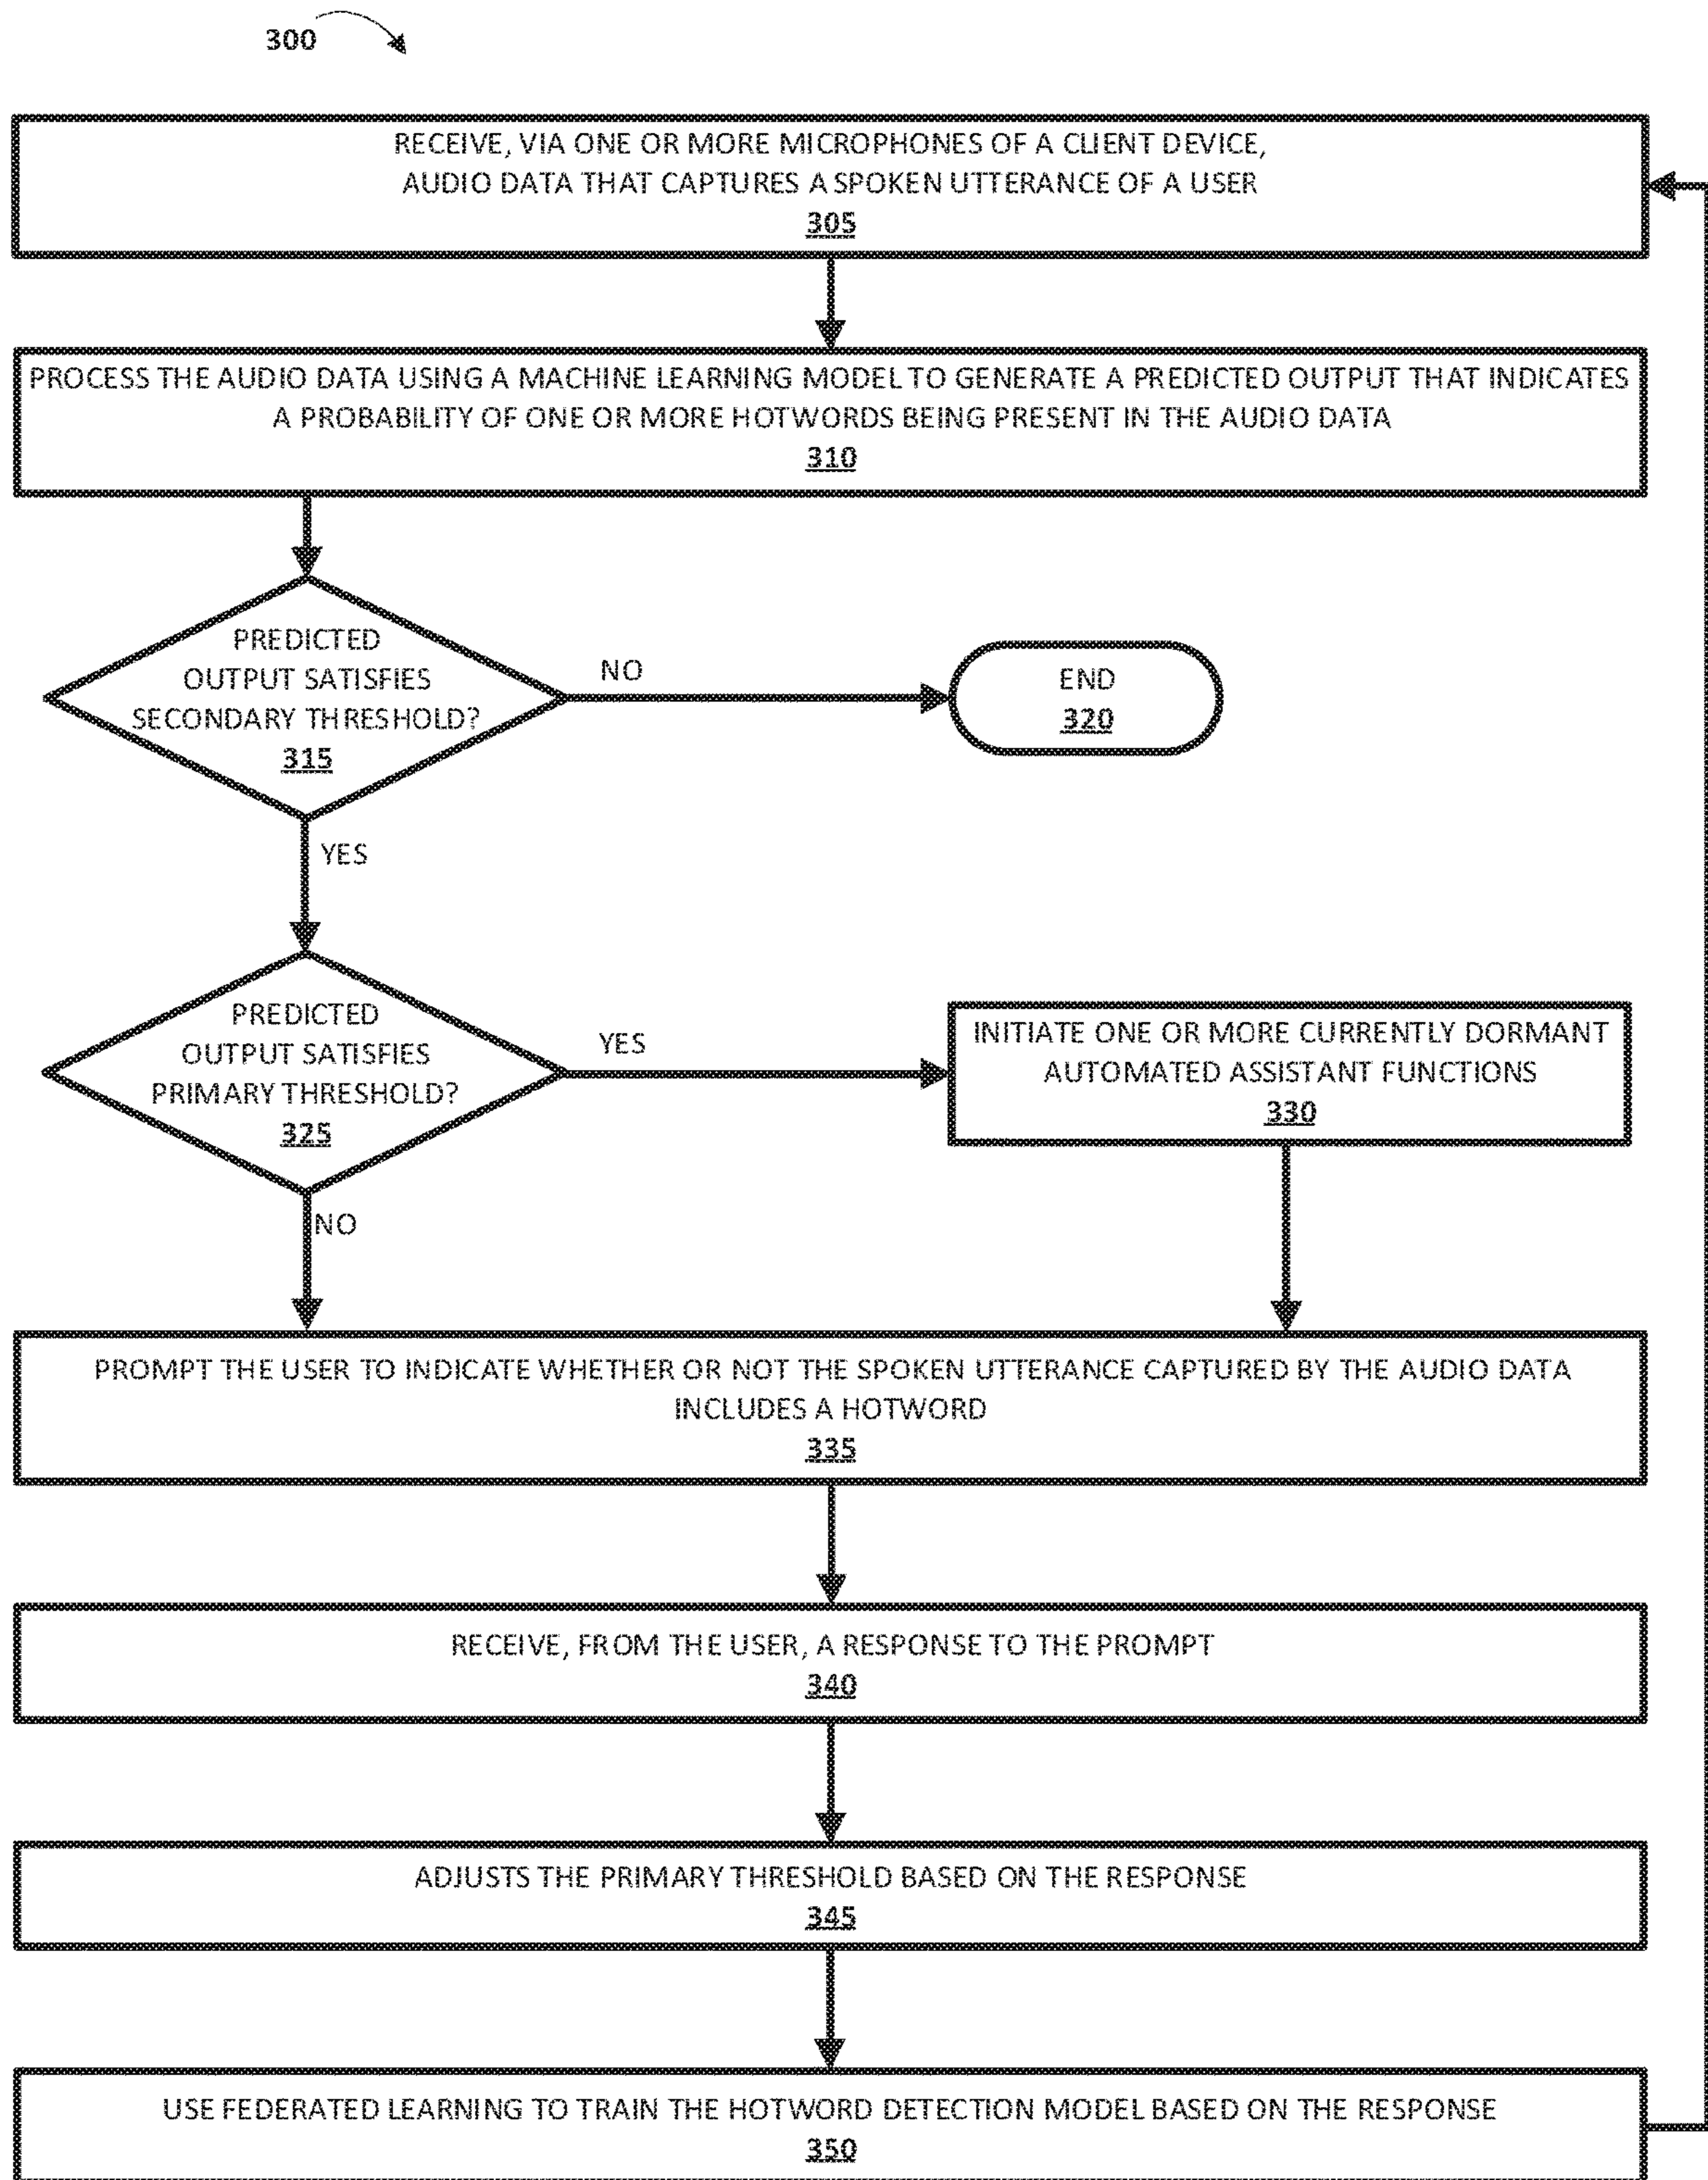 300
RECEIVE, VIA ONE OR MORE MICROPHONES OF A CLIENT DEVICE,
AUDIO DATA THAT CAPTURES A SPOKEN UTTERANCE OF A USER
305
PROCESS THE AUDIO DATA USING A MACHINE LEARNING MODEL TO GENERATE A PREDICTED OUTPUT THAT INDICATES
A PROBABILITY OF ONE OR MORE HOTWORDS BEING PRESENT IN THE AUDIO DATA
310
PREDICTED
OUTPUT SATISFIES
SECONDARY THRESHOLD?
315
NO
END
320
YES
PREDICTED
OUTPUT SATISFIES
PRIMARY THRESHOLD?
325
YES
INITIATE ONE OR MORE CURRENTLY DORMANT
AUTOMATED ASSISTANT FUNCTIONS
330
NO
PROMPT THE USER TO INDICATE WHETHER OR NOT THE SPOKEN UTTERANCE CAPTURED BY THE AUDIO DATA
INCLUDES A HOTWORD
335
RECEIVE, FROM THE USER, A RESPONSE TO THE PROMPT
340
ADJUSTS THE PRIMARY THRESHOLD BASED ON THE RESPONSE
345
USE FEDERATED LEARNING TO TRAIN THE HOTWORD DETECTION MODEL BASED ON THE RESPONSE
350